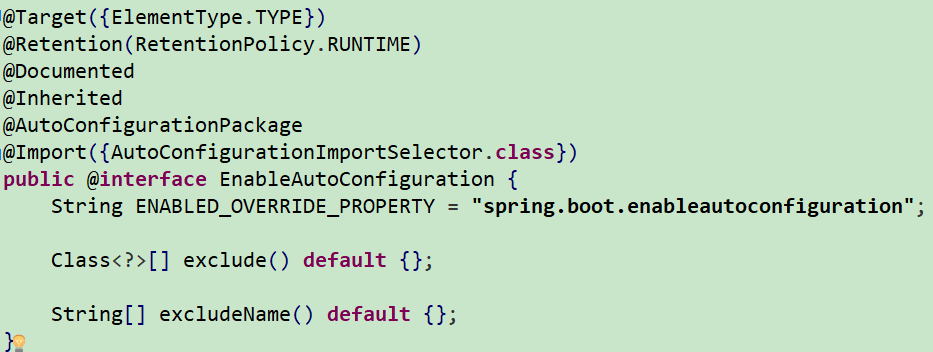 @Target({ElementType.TYPE})
@Retention(RetentionPolicy.RUNTIME)
@Documented
@Inherited
@AutoConfigurationPackage
@Import({AutoConfigurationImportSelector.class})
public @interface EnableAutoConfiguration {
    String ENABLED_OVERRIDE_PROPERTY = "spring.boot.enableautoconfiguration";
    Class<?>[] exclude() default {};
    String[] excludeName() default {};
}